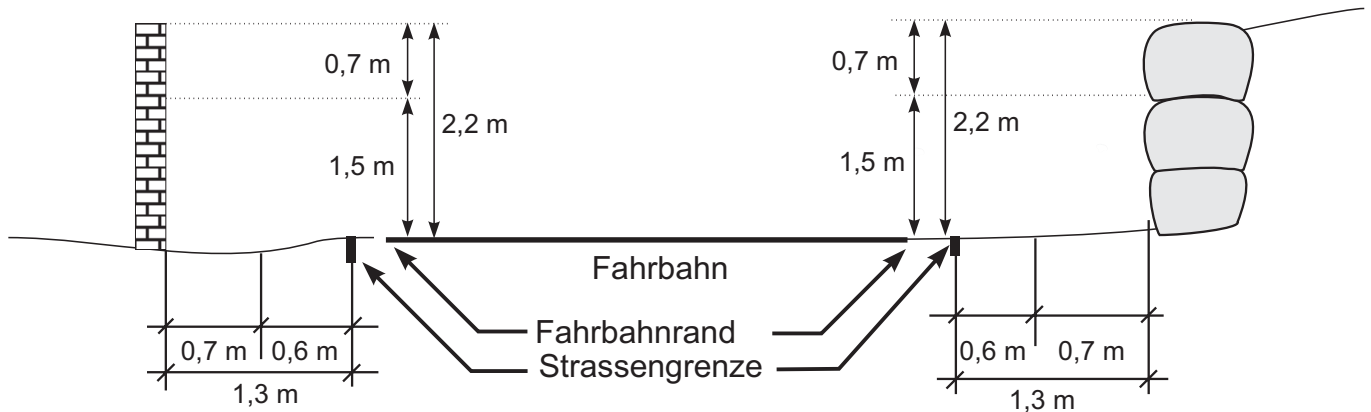 0,7 m
2,2 m
1,5 m
0,7 m
2,2 m
1,5 m
Fahrbahn
Fahrbahnrand
Strassengrenze
0,7 m
0,6 m
1,3 m
0,6 m
0,7 m
1,3 m